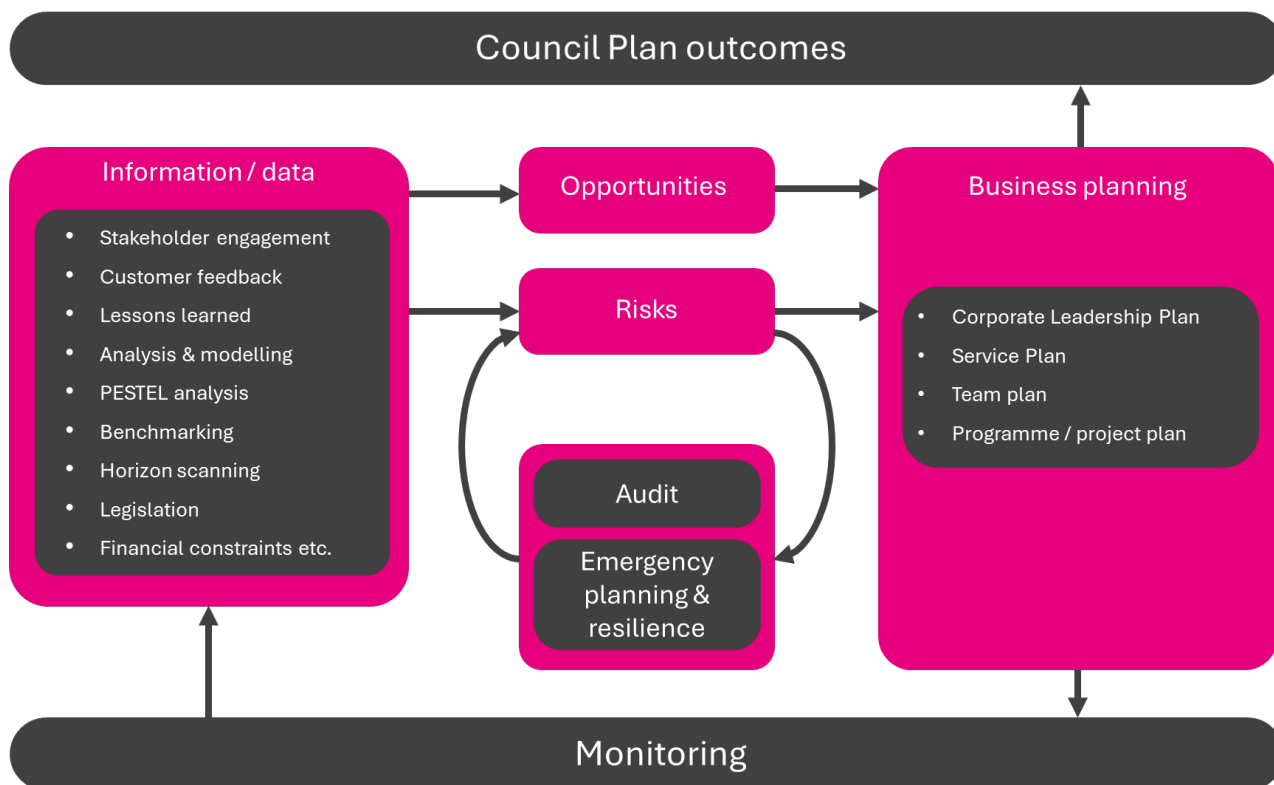 Council Plan outcomes
Information / data
• Stakeholder engagement
• Customer feedback
• Lessons learned
• Analysis & modelling
• PESTEL analysis
• Benchmarking
• Horizon scanning
• Legislation
• Financial constraints etc.
Opportunities
Risks
Audit
Emergency
planning &
resilience
Business planning
• Corporate Leadership Plan
• Service Plan
• Team plan
• Programme / project plan
Monitoring